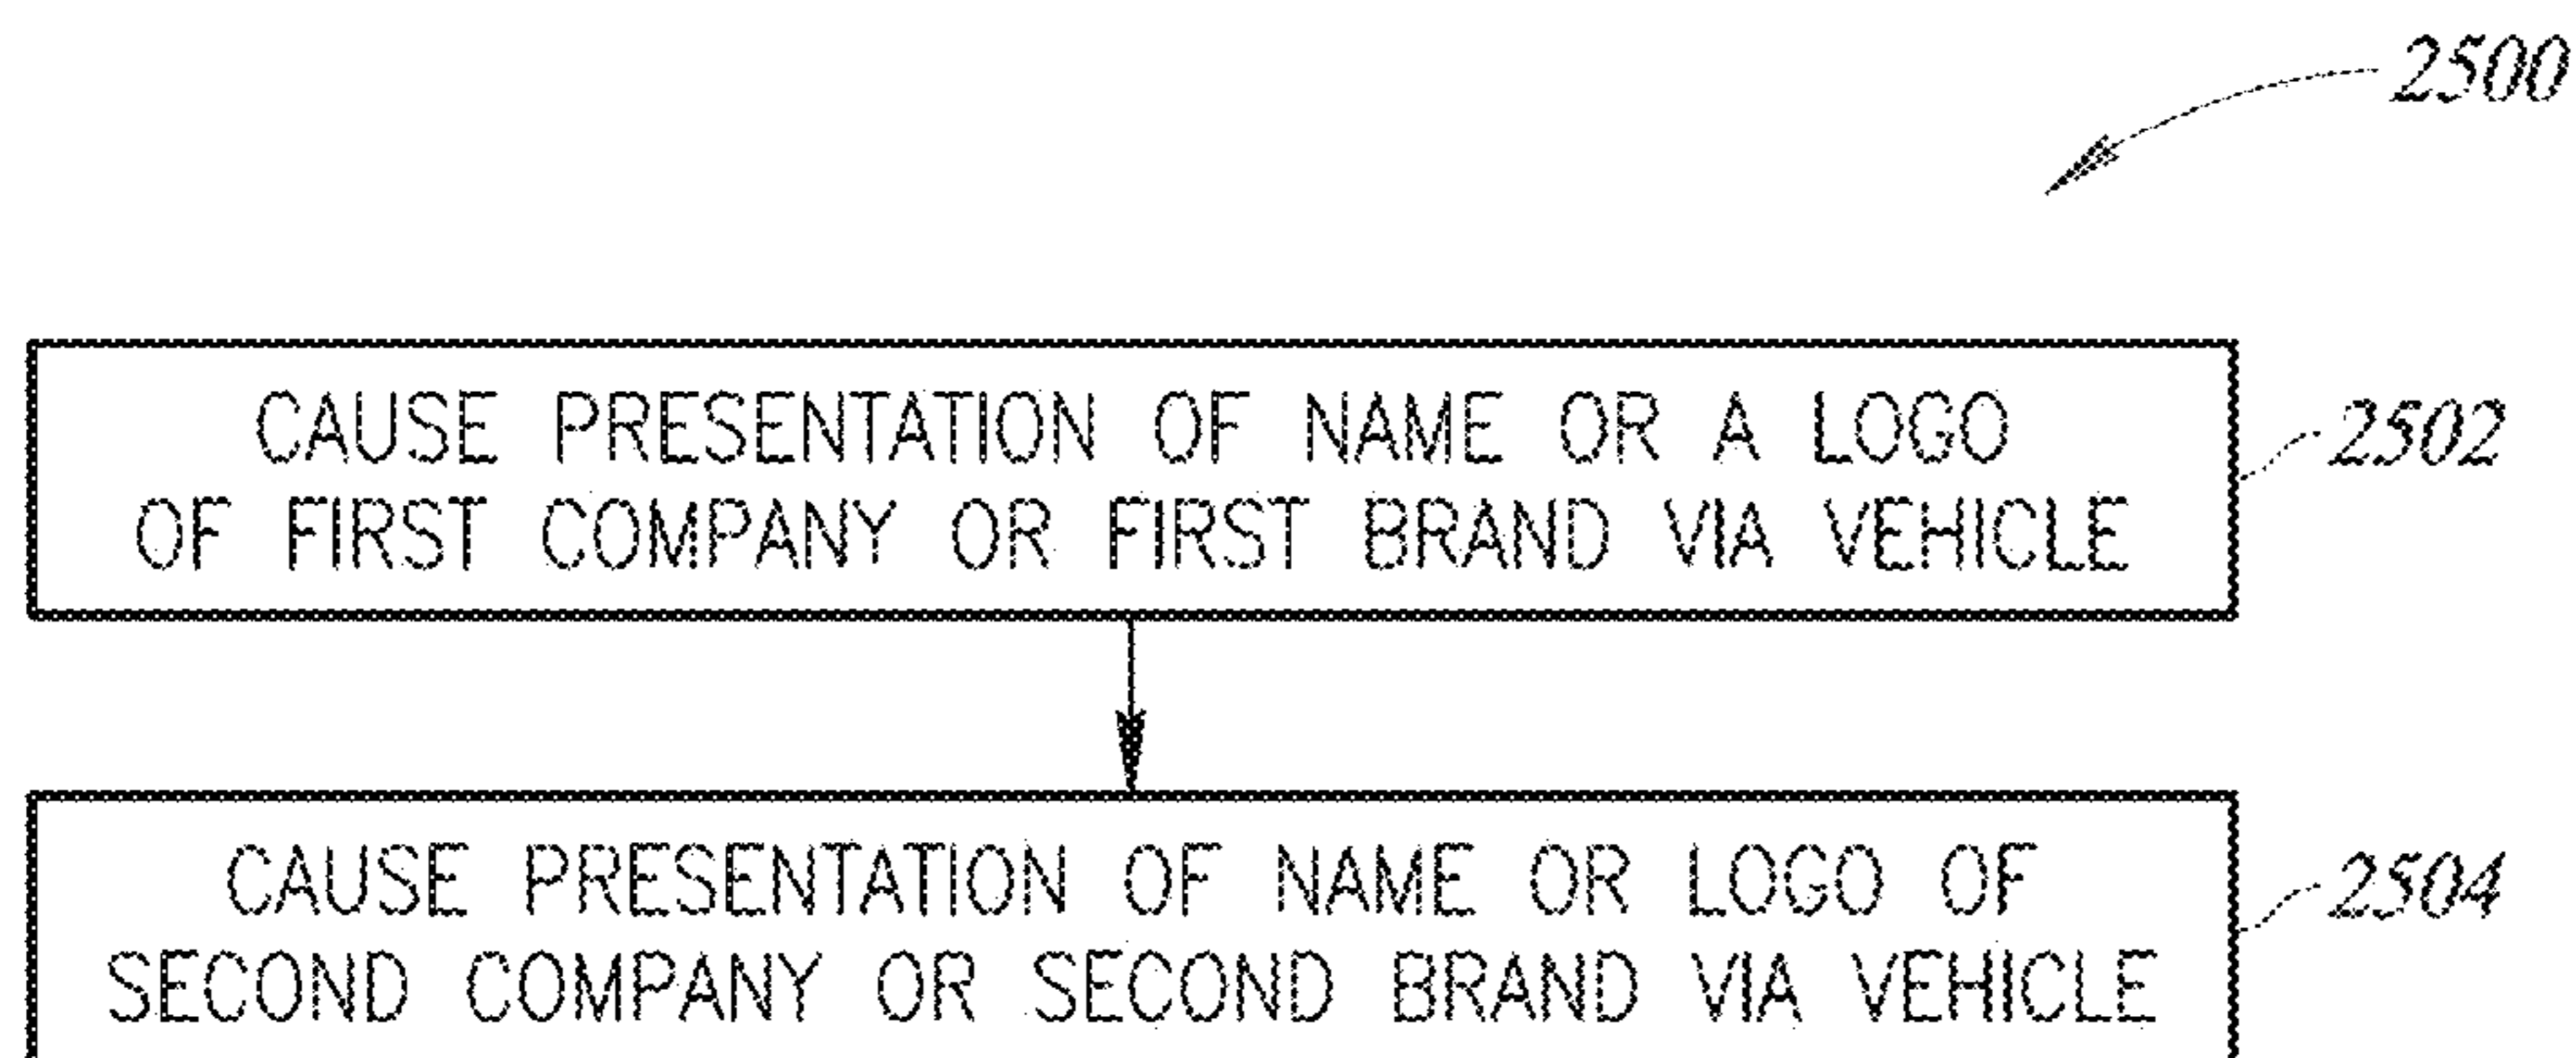 2500
CAUSE PRESENTATION OF NAME OR A LOGO
OF FIRST COMPANY OR FIRST BRAND VIA VEHICLE
2502
CAUSE PRESENTATION OF NAME OR LOGO OF
SECOND COMPANY OR SECOND BRAND VIA VEHICLE
2504